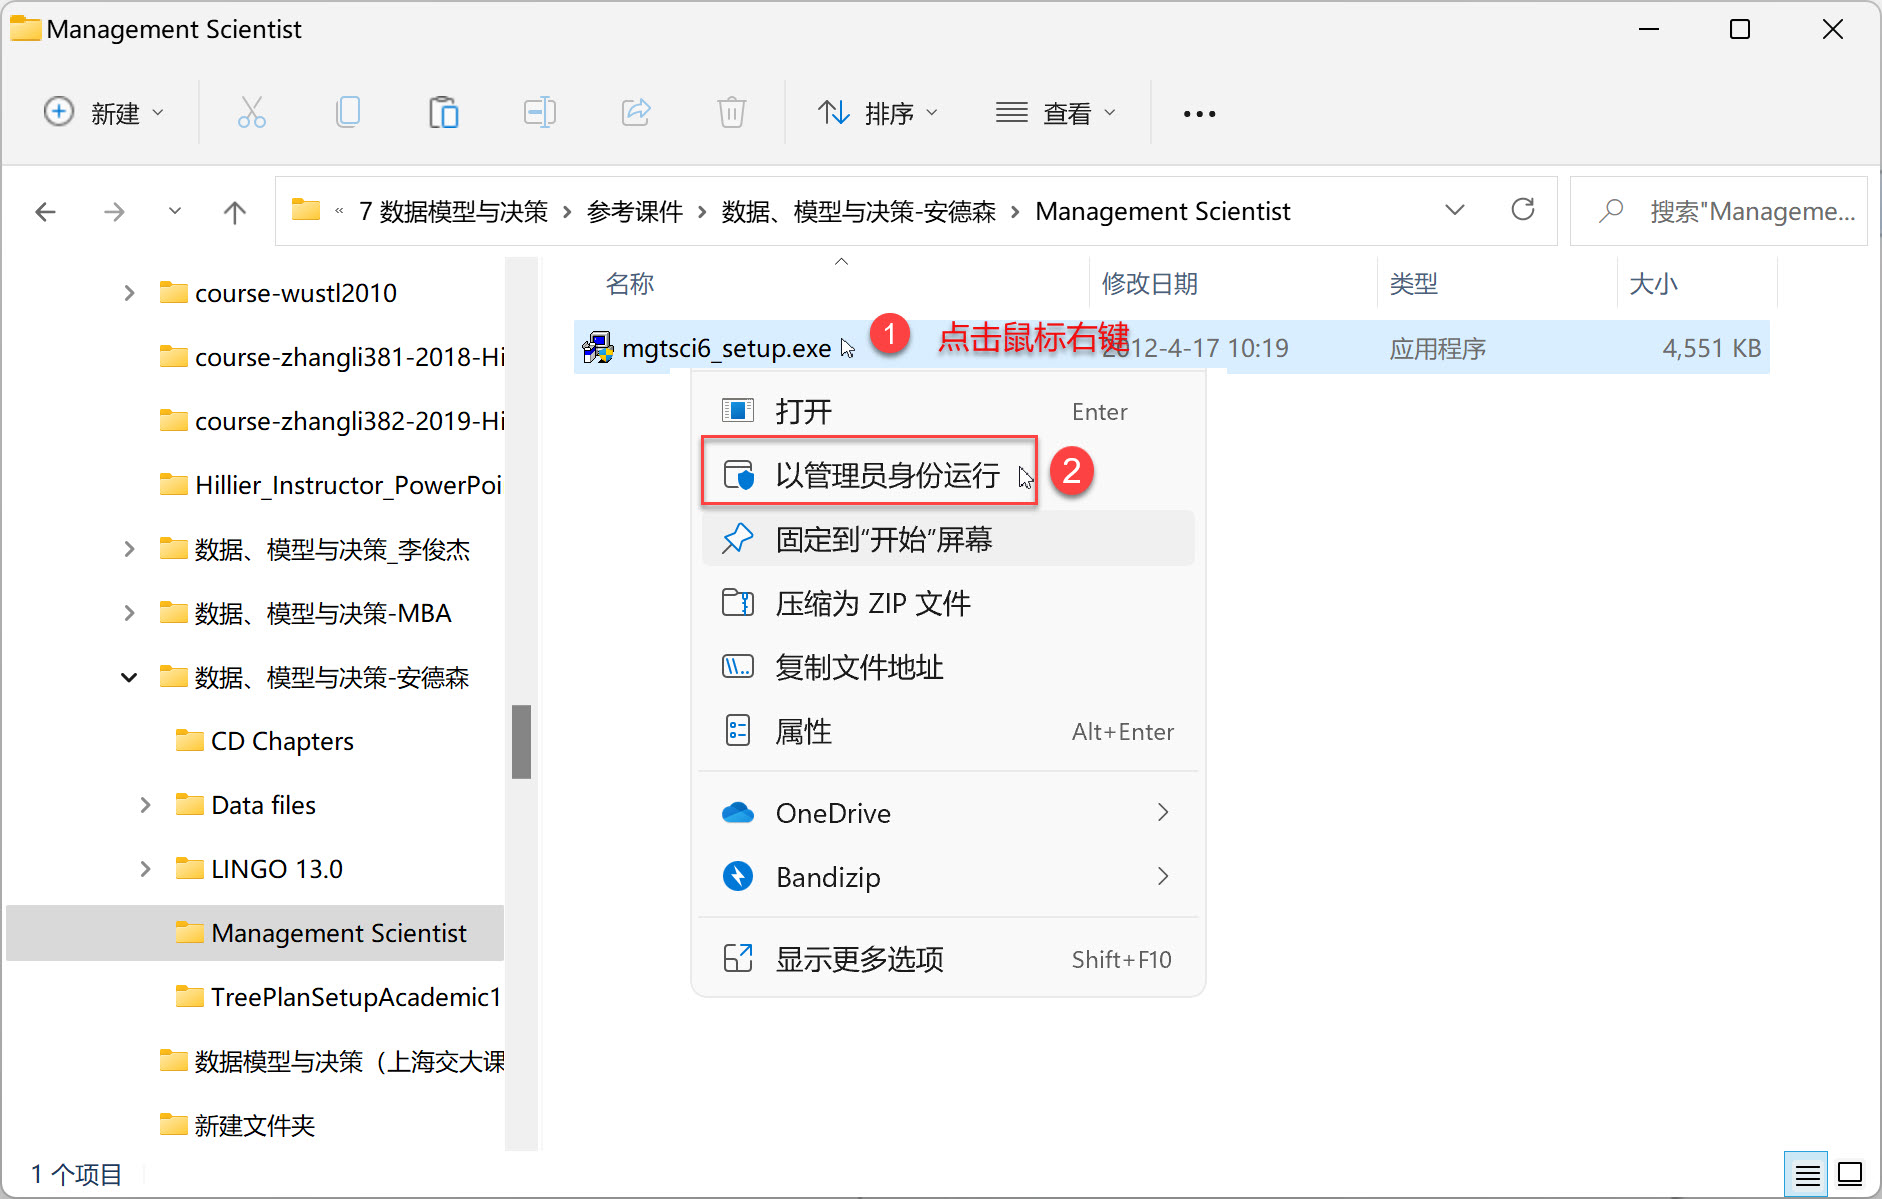 Management Scientist
新建
排序
查看
« 7 数据模型与决策 › 参考课件 › 数据、模型与决策-安德森 › Management Scientist
搜索"Manageme...
course-wustl2010
course-zhangli381-2018-Hi
course-zhangli382-2019-Hi
Hillier_Instructor_PowerPoi
数据、模型与决策_李俊杰
数据、模型与决策-MBA
数据、模型与决策-安德森
CD Chapters
Data files
LINGO 13.0
Management Scientist
TreePlanSetupAcademic1
数据模型与决策（上海交大课
新建文件夹
名称 修改日期 类型 大小
mgtsci6_setup.exe 2012-4-17 10:19 应用程序 4,551 KB
1 点击鼠标右键
打开 Enter
以管理员身份运行 2
固定到"开始"屏幕
压缩为 ZIP 文件
复制文件地址
属性 Alt+Enter
OneDrive
Bandizip
显示更多选项 Shift+F10
1 个项目